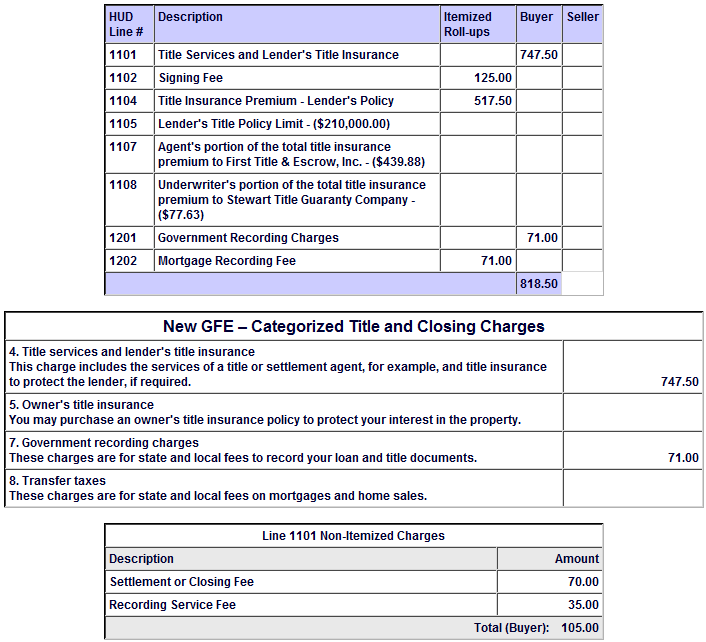 HUD Line # Description Itemized Roll-ups Buyer Seller
1101 Title Services and Lender's Title Insurance 747.50
1102 Signing Fee 125.00
1104 Title Insurance Premium - Lender's Policy 517.50
1105 Lender's Title Policy Limit - ($210,000.00)
1107 Agent's portion of the total title insurance
premium to First Title & Escrow, Inc. - ($439.88)
1108 Underwriter's portion of the total title insurance
premium to Stewart Title Guaranty Company -
($77.63)
1201 Government Recording Charges 71.00
1202 Mortgage Recording Fee 71.00
818.50
New GFE – Categorized Title and Closing Charges
4. Title services and lender's title insurance
This charge includes the services of a title or settlement agent, for example, and title insurance
to protect the lender, if required. 747.50
5. Owner's title insurance
You may purchase an owner's title insurance policy to protect your interest in the property.
7. Government recording charges
These charges are for state and local fees to record your loan and title documents. 71.00
8. Transfer taxes
These charges are for state and local fees on mortgages and home sales.
Line 1101 Non-Itemized Charges
Description Amount
Settlement or Closing Fee 70.00
Recording Service Fee 35.00
Total (Buyer): 105.00